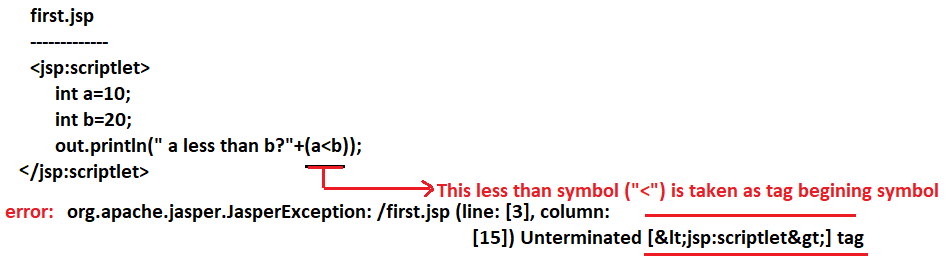 first.jsp
-------------
<jsp:scriptlet>
int a=10;
int b=20;
out.println(" a less than b?"+(a<b));
</jsp:scriptlet>
This less than symbol ("<") is taken as tag begining symbol
error: org.apache.jasper.JasperException: /first.jsp (line: [3], column:
[15]) Unterminated [&lt;jsp:scriptlet&gt;] tag